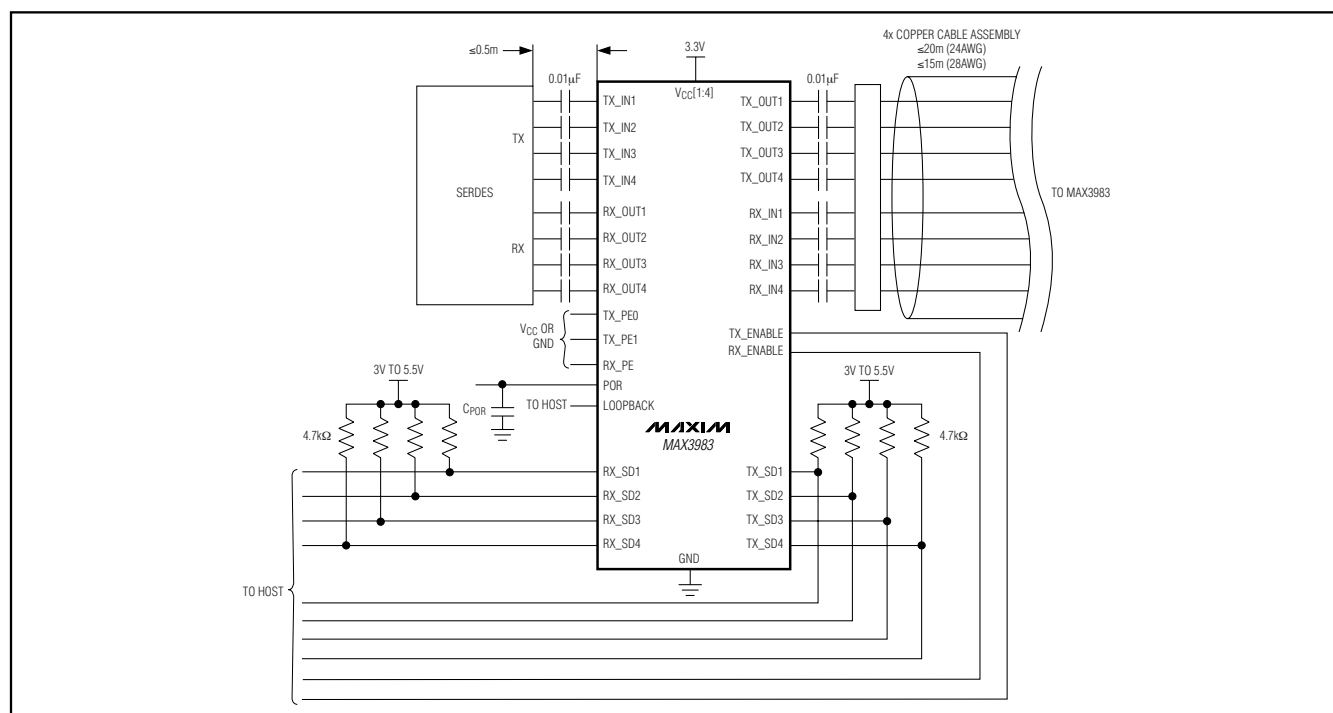 4x COPPER CABLE ASSEMBLY
≤20m (24AWG)
≤15m (28AWG)
≤0.5m
3.3V
0.01μF
0.01μF
VCC[1:4]
SERDES
TX
RX
TX_IN1
TX_IN2
TX_IN3
TX_IN4
RX_OUT1
RX_OUT2
RX_OUT3
RX_OUT4
TX_PE0
TX_PE1
RX_PE
POR
LOOPBACK
VCC OR
GND
TX_OUT1
TX_OUT2
TX_OUT3
TX_OUT4
RX_IN1
RX_IN2
RX_IN3
RX_IN4
TX_ENABLE
RX_ENABLE
TO MAX3983
3V TO 5.5V
CPOR
TO HOST
4.7kΩ
MAXIM
MAX3983
3V TO 5.5V
4.7kΩ
RX_SD1
RX_SD2
RX_SD3
RX_SD4
TX_SD1
TX_SD2
TX_SD3
TX_SD4
GND
TO HOST